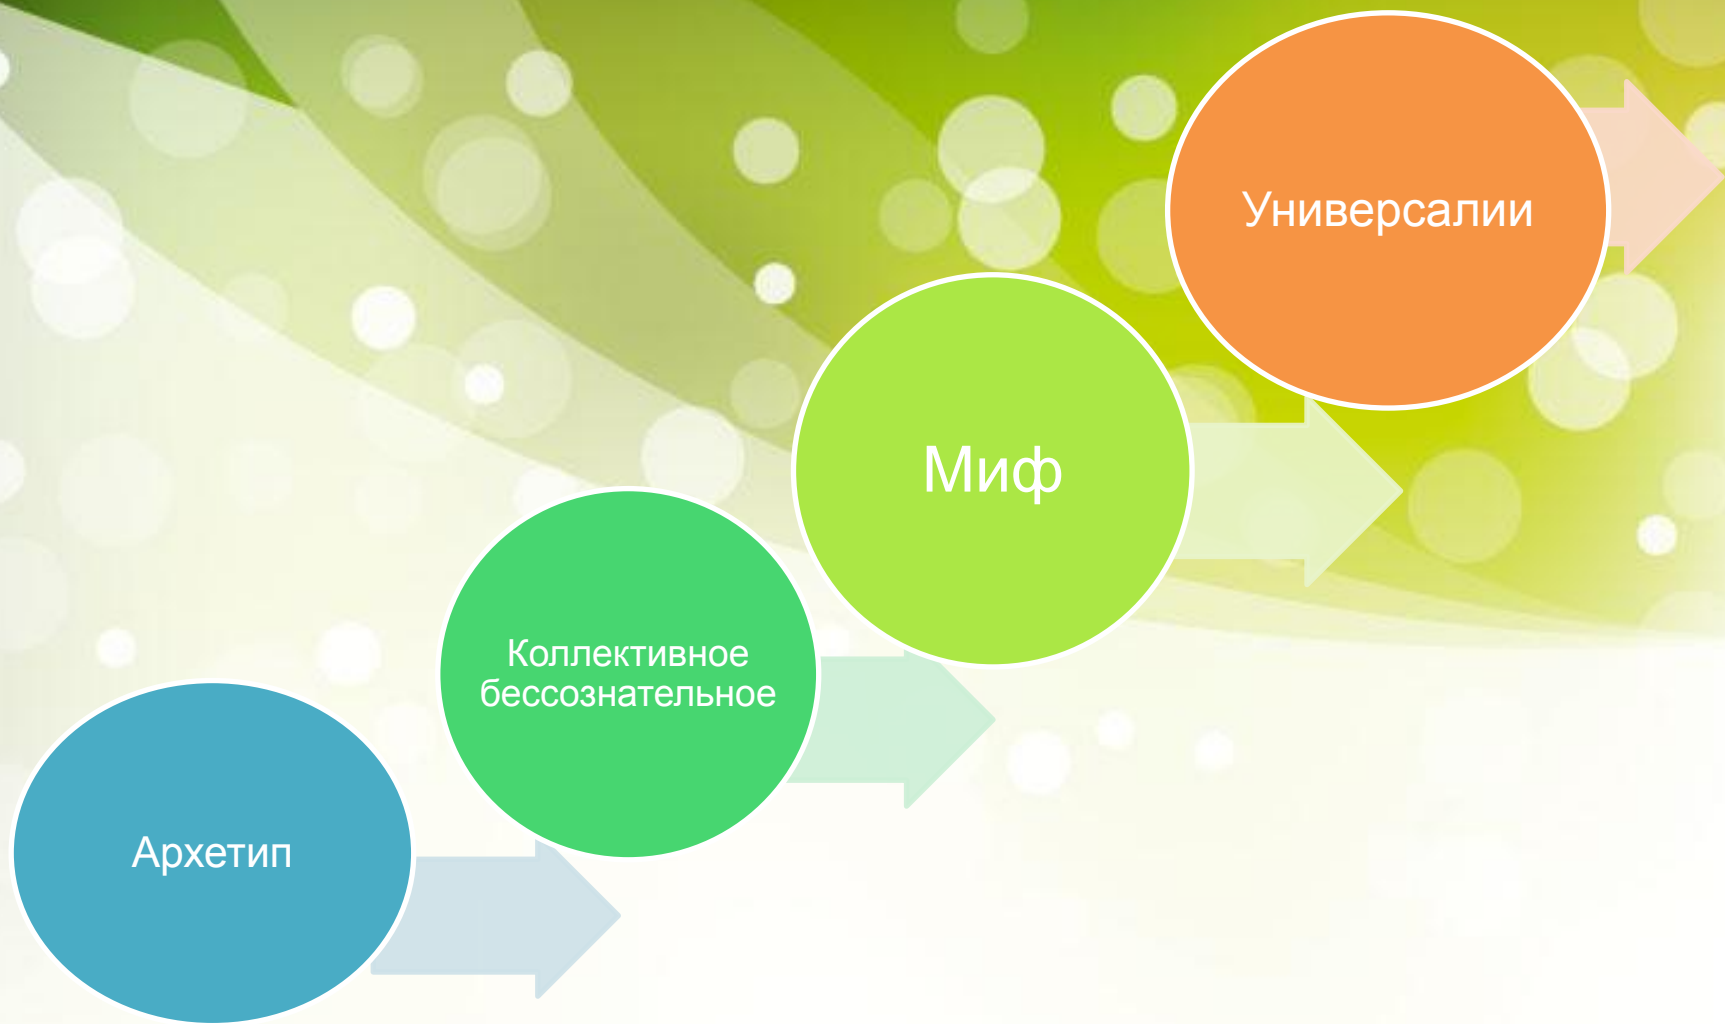 Универсалии
Миф
Коллективное
бессознательное
Архетип